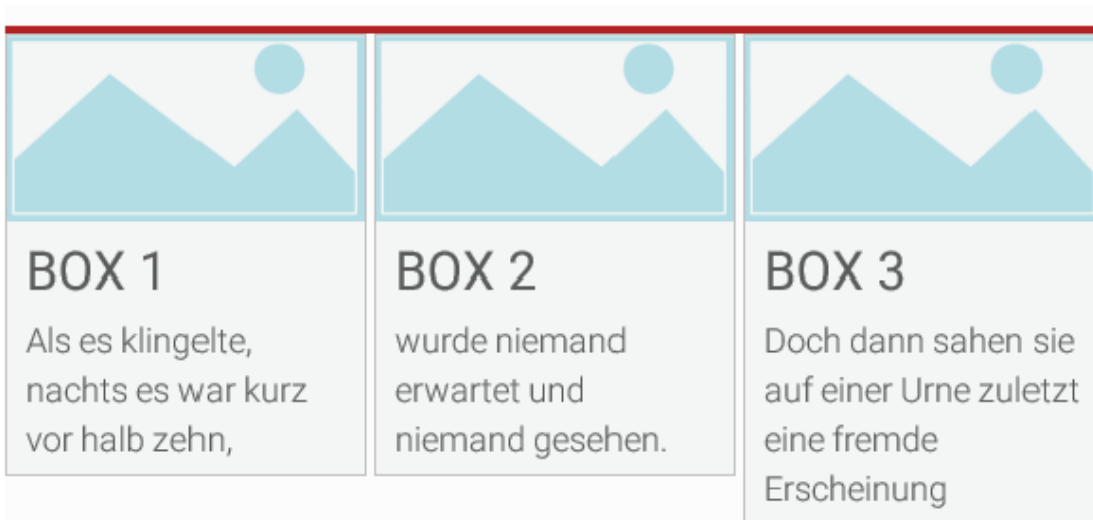 BOX 1
Als es klingelte,
nachts es war kurz
vor halb zehn,
BOX 2
wurde niemand
erwartet und
niemand gesehen.
BOX 3
Doch dann sahen sie
auf einer Urne zuletzt
eine fremde
Erscheinung